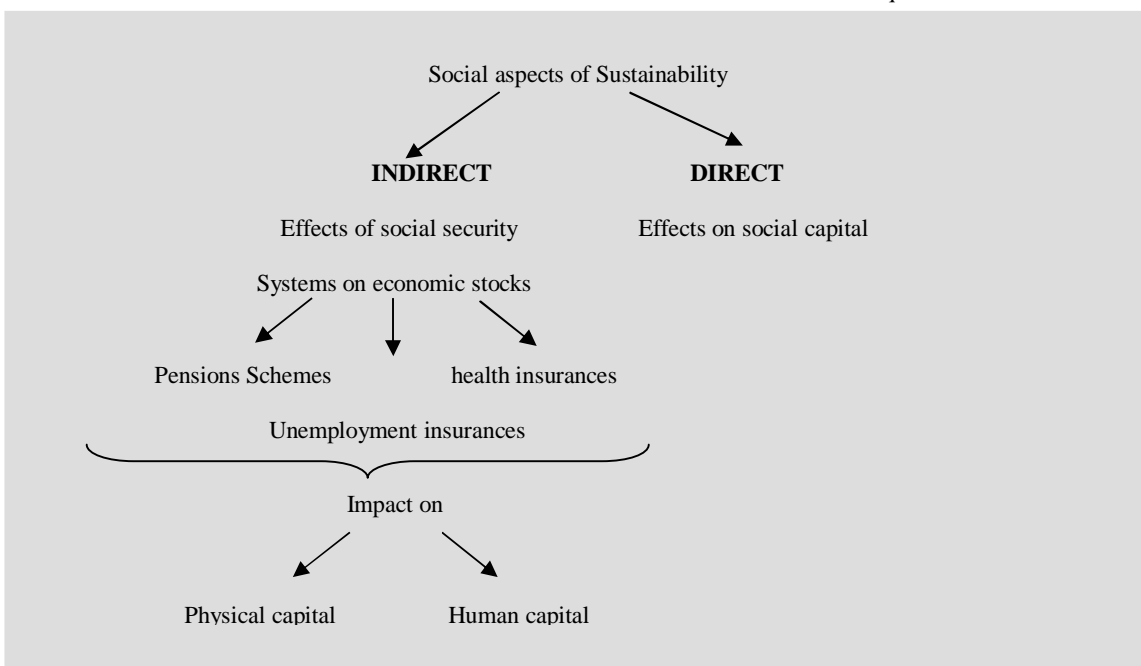 Social aspects of Sustainability
INDIRECT DIRECT
Effects of social security Effects on social capital
Systems on economic stocks
Pensions Schemes health insurances
Unemployment insurances
Impact on
Physical capital Human capital